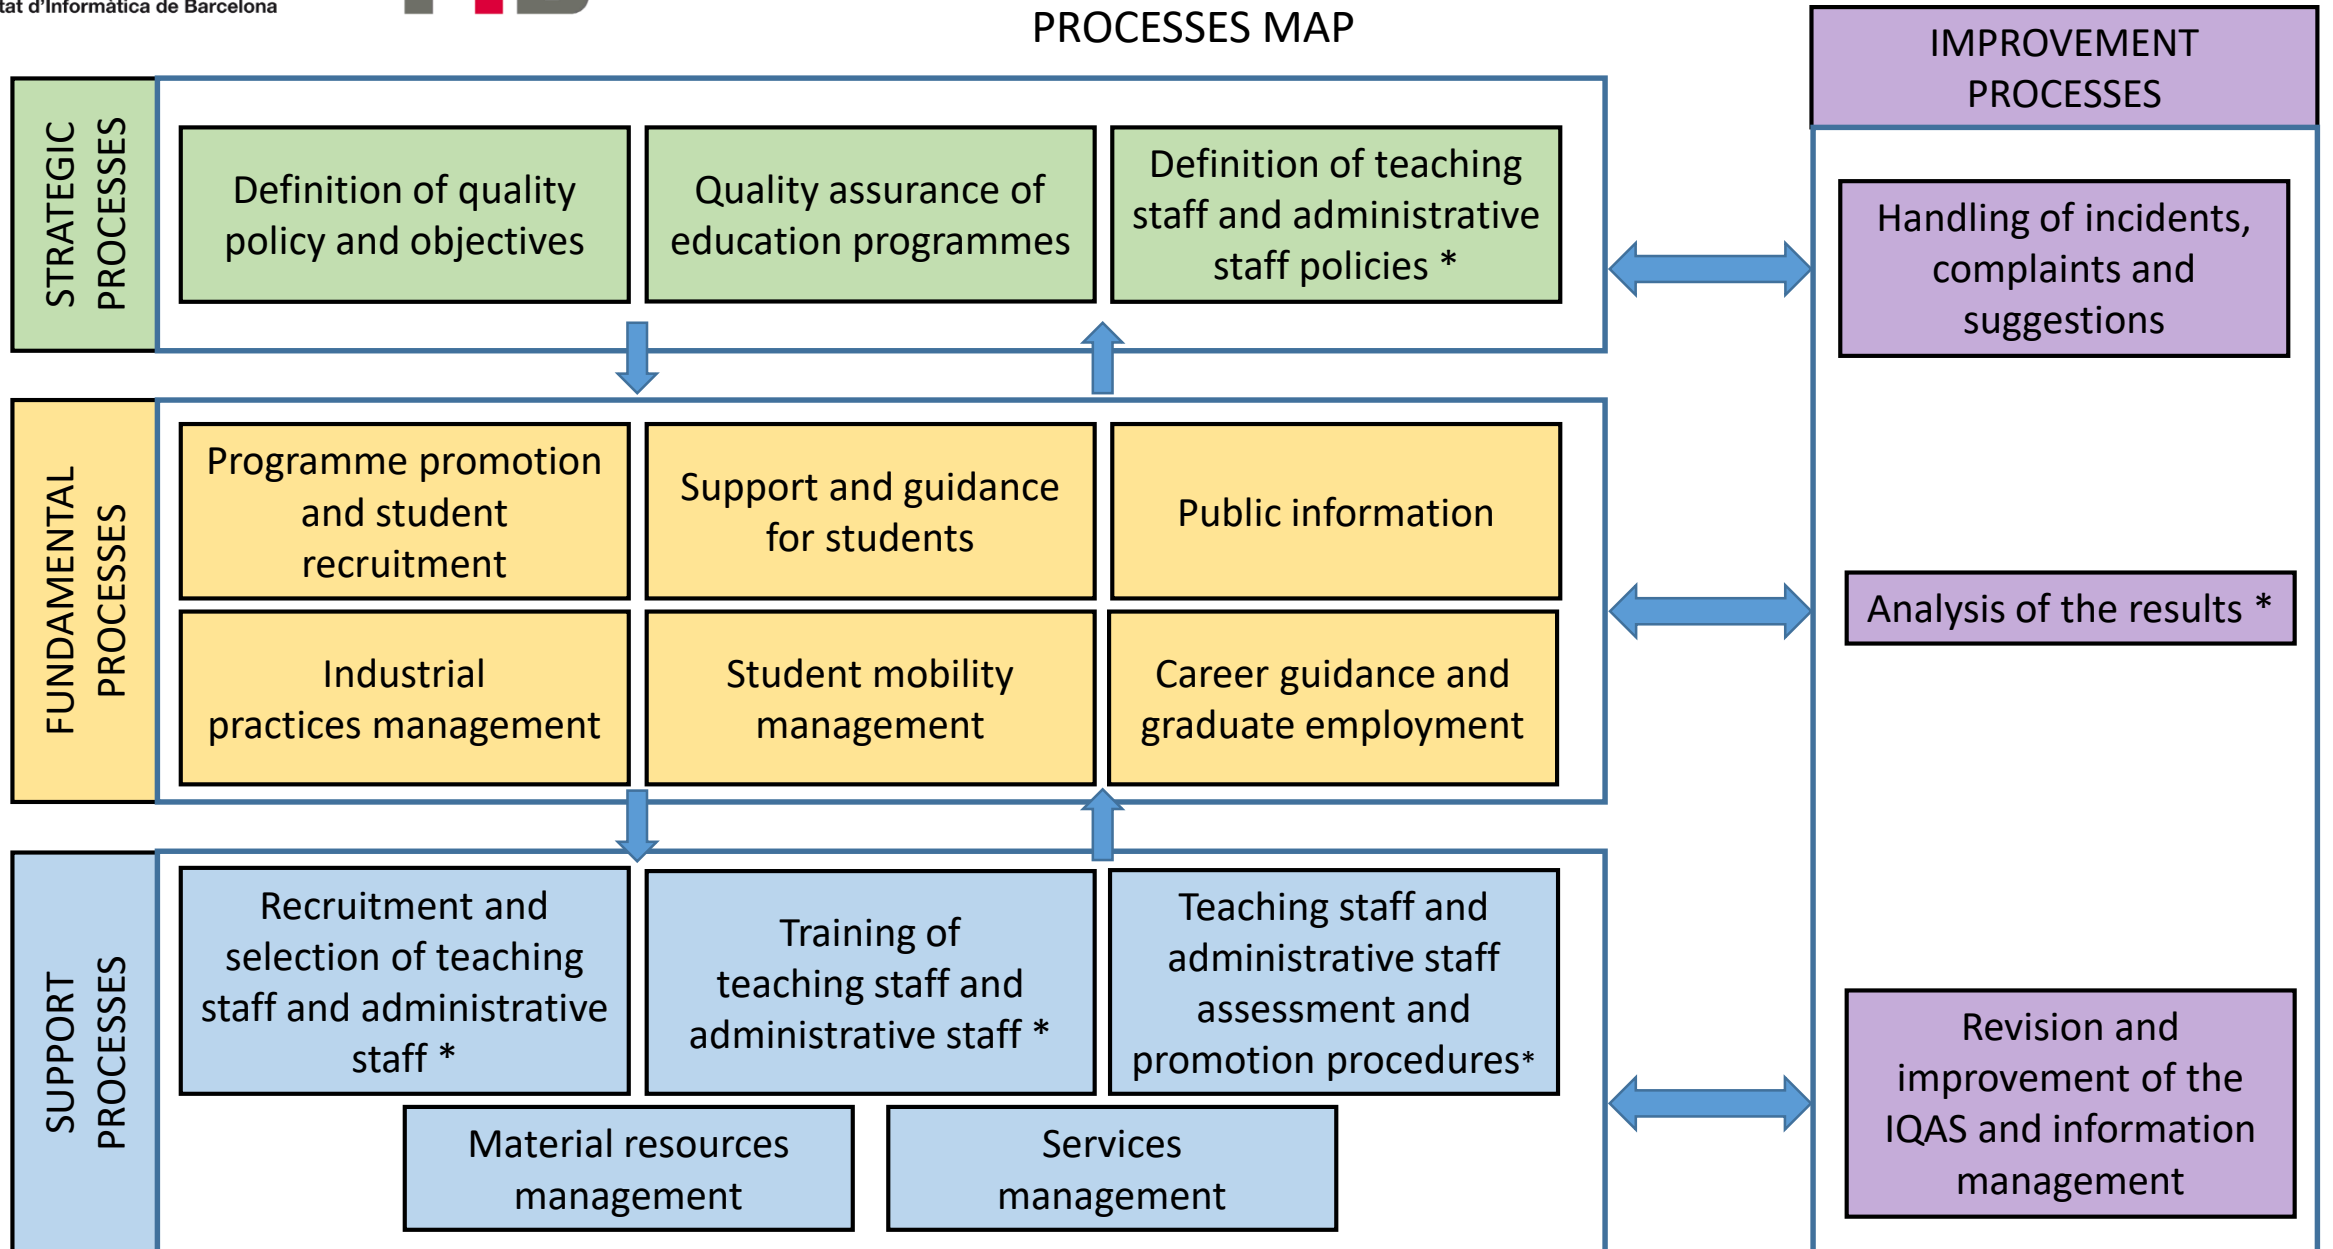 tat d'Informàtica de Barcelona
PROCESSES MAP
IMPROVEMENT
PROCESSES
STRATEGIC
PROCESSES
Definition of quality
policy and objectives
Quality assurance of
education programmes
Definition of teaching
staff and administrative
staff policies *
Handling of incidents,
complaints and
suggestions
FUNDAMENTAL
PROCESSES
Programme promotion
and student
recruitment
Support and guidance
for students
Public information
Industrial
practices management
Student mobility
management
Career guidance and
graduate employment
Analysis of the results *
SUPPORT
PROCESSES
Recruitment and
selection of teaching
staff and administrative
staff *
Training of
teaching staff and
administrative staff *
Teaching staff and
administrative staff
assessment and
promotion procedures*
Material resources
management
Services
management
Revision and
improvement of the
IQAS and information
management